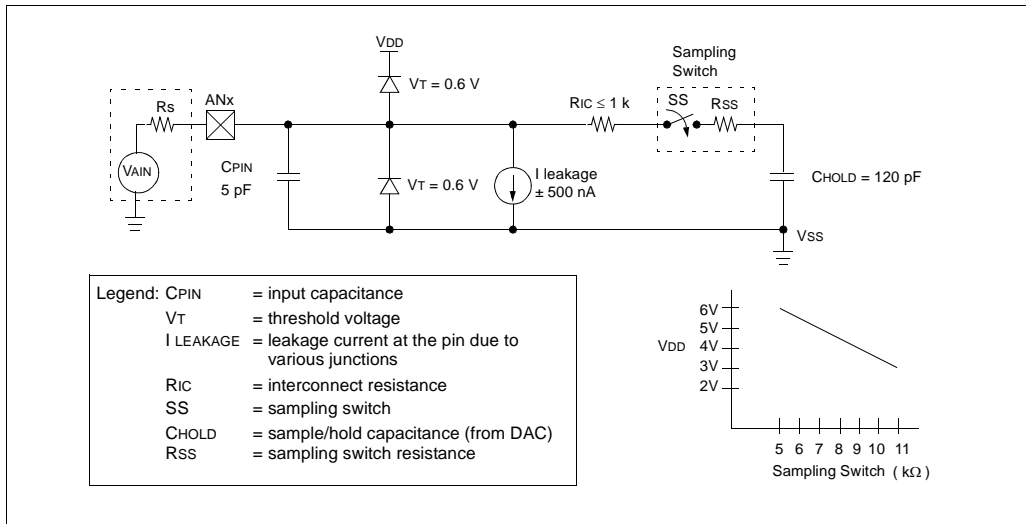 VDD
Sampling
Switch
VT = 0.6 V
ANx
RIC ≤ 1 k
SS
RSS
Rs
VAIN
CPIN
5 pF
VT = 0.6 V
I leakage
± 500 nA
CHOLD = 120 pF
VSS
Legend: CPIN = input capacitance
VT = threshold voltage
I LEAKAGE = leakage current at the pin due to
various junctions
RIC = interconnect resistance
SS = sampling switch
CHOLD = sample/hold capacitance (from DAC)
RSS = sampling switch resistance
6V
5V
VDD 4V
3V
2V
5 6 7 8 9 10 11
Sampling Switch ( kΩ )